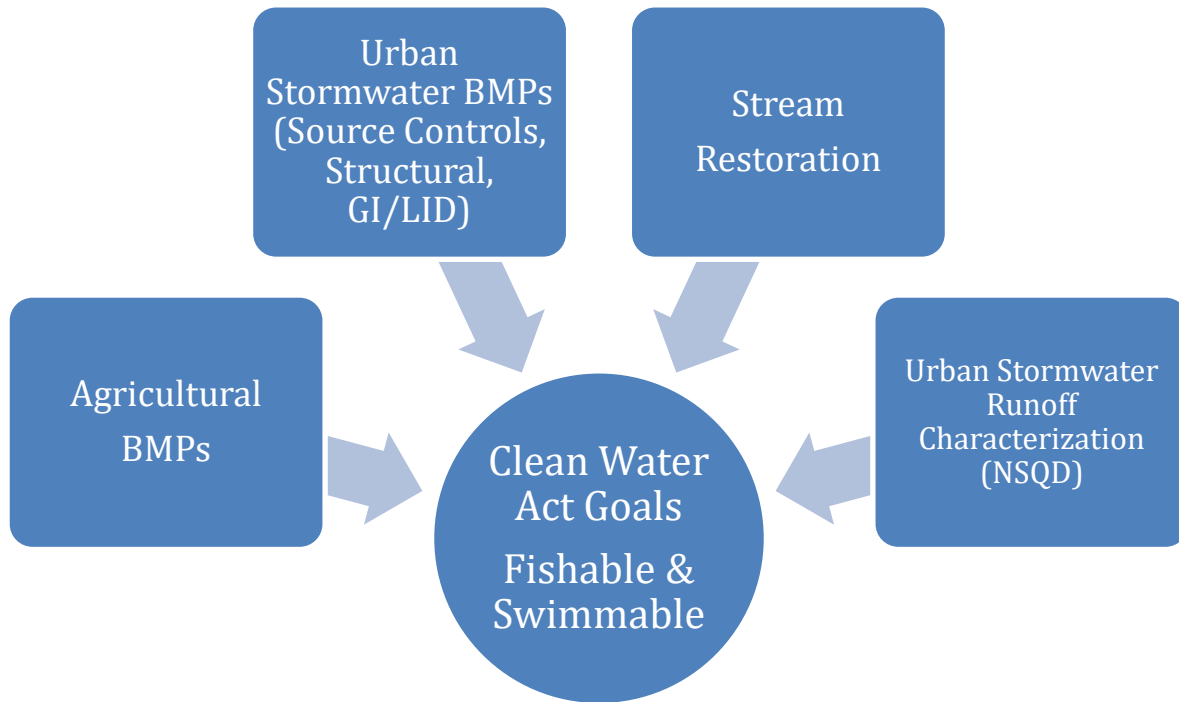 Urban
Stormwater BMPs
(Source Controls,
Structural,
GI/LID)
Stream
Restoration
Agricultural
BMPs
Urban Stormwater
Runoff
Characterization
(NSQD)
Clean Water
Act Goals
Fishable &
Swimmable